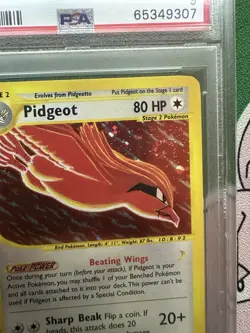 PSA
65349307
E 2
Evolves from Pidgeotto
Put Pidgeot on the Stage 1 card
Stage 2 Pokémon
Pidgeot
80 HP
Bird Pokémon. Length: 4' 11", Weight: 87 lbs. ID: B-92
Poké-POWER
Beating Wings
Once during your turn (before your attack), if Pidgeot is your
Active Pokémon, you may shuffle 1 of your Benched Pokémon
and all cards attached to it into your deck. This power can't be
used if Pidgeot is affected by a Special Condition.
Sharp Beak Flip a coin. If
heads, this attack does 20
20+